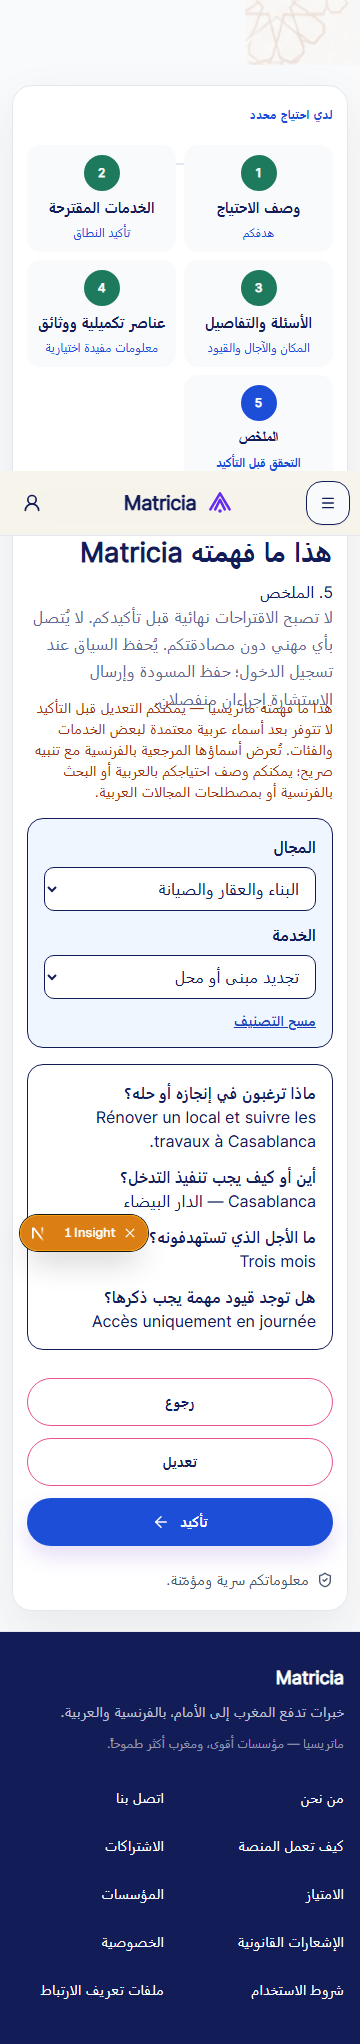 لدي احتياج محدد
1
وصف الاحتياج
هدفكم
2
الخدمات المقترحة
تأكيد النطاق
3
الأسئلة والتفاصيل
المكان والآجال والقيود
4
عناصر تكميلية ووثائق
معلومات مفيدة اختيارية
5
الملخص
التحقق قبل التأكيد
Matricia
هذا ما فهمته Matricia
5. الملخص
لا تصبح الاقتراحات نهائية قبل تأكيدكم. لا يُتصل
بأي مهني دون مصادقتكم. يُحفظ السياق عند
تسجيل الدخول؛ حفظ المسودة وإرسال
الاستشارة إجراءان منفصلان.
هذا ما فهمته ماتريسيا — يمكنكم التعديل قبل التأكيد
لا تتوفر بعد أسماء عربية معتمدة لبعض الخدمات
والفئات. تُعرض أسماؤها المرجعية بالفرنسية مع تنبيه
صريح؛ يمكنكم وصف احتياجكم بالعربية أو البحث
بالفرنسية أو بمصطلحات المجالات العربية.
المجال
البناء والعقار والصيانة
الخدمة
تجديد مبنى أو محل
مسح التصنيف
ماذا ترغبون في إنجازه أو حله؟
Rénover un local et suivre les
travaux à Casablanca.
أين أو كيف يجب تنفيذ التدخل؟
Casablanca — الدار البيضاء
ما الأجل الذي تستهدفونه؟
1 Insight
Trois mois
هل توجد قيود مهمة يجب ذكرها؟
Accès uniquement en journée
رجوع
تعديل
تأكيد
معلوماتكم سرية ومؤمّنة.
Matricia
خبرات تدفع المغرب إلى الأمام، بالفرنسية والعربية.
ماتريسيا — مؤسسات أقوى، ومغرب أكثر طموحاً.
من نحن
اتصل بنا
كيف تعمل المنصة
الاشتراكات
الامتياز
المؤسسات
الإشعارات القانونية
الخصوصية
شروط الاستخدام
ملفات تعريف الارتباط